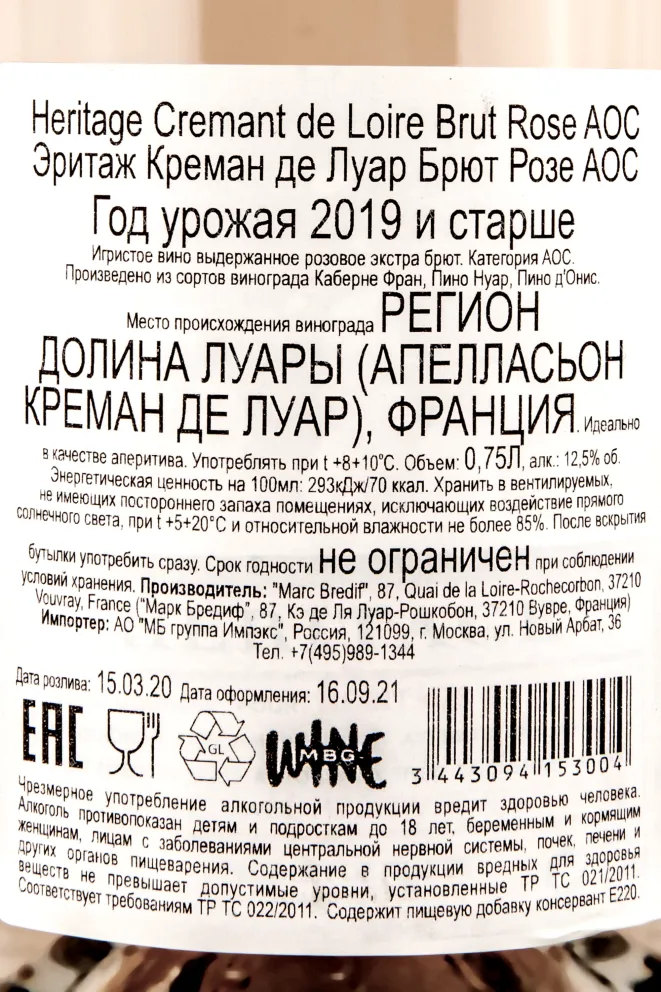 Heritage Cremant de Loire Brut Rose AOC
Эритаж Креман де Луар Брют Розе АОС
Год урожая 2019 и старше
Игристое вино выдержанное розовое экстра брют. Категория АОС.
Произведено из сортов винограда Каберне Фран, Пино Нуар, Пино д'Онис.
Место происхождения винограда РЕГИОН
ДОЛИНА ЛУАРЫ (АПЕЛЛАСЬОН
КРЕМАН ДЕ ЛУАР), ФРАНЦИЯ. Идеально
в качестве аперитива. Употреблять при t +8+10°С. Объем: 0,75Л, алк.: 12,5% об.
Энергетическая ценность на 100мл: 293кДж/70 ккал. Хранить в вентилируемых,
не имеющих постороннего запаха помещениях, исключающих воздействие прямого
солнечного света, при t +5+20°С и относительной влажности не более 85%. После вскрытия
бутылки употребить сразу. Срок годности не ограничен при соблюдении
условий хранения. Производитель: "Marc Bredif", 87, Quai de la Loire-Rochecorbon, 37210
Vouvray, France ("Марк Бредиф", 87, Кэ де Ля Луар-Рошкобон, 37210 Вувре, Франция)
Импортер: АО "МБ группа Импэкс", Россия, 121099, г. Москва, ул. Новый Арбат, 36
Тел. +7(495)989-1344
Дата розлива: 15.03.20 Дата оформления: 16.09.21
EAC
GL
WINE
MBG
3 443094 153004
Чрезмерное употребление алкогольной продукции вредит здоровью человека.
Алкоголь противопоказан детям и подросткам до 18 лет, беременным и кормящим
женщинам, лицам с заболеваниями центральной нервной системы, почек, печени и
других органов пищеварения. Содержание в продукции вредных для здоровья
веществ не превышает допустимые уровни, установленные ТР ТС 021/2011.
Соответствует требованиям ТР ТС 022/2011. Содержит пищевую добавку консервант Е220.